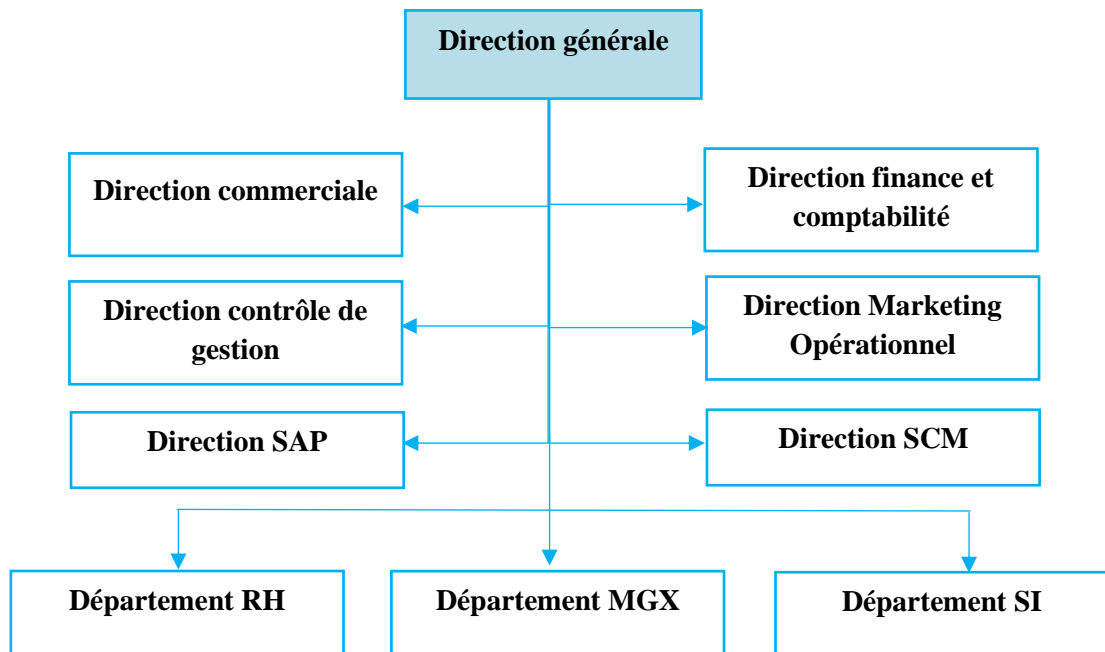 Direction générale
Direction commerciale
Direction finance et
comptabilité
Direction contrôle de
gestion
Direction Marketing
Opérationnel
Direction SAP
Direction SCM
Département RH
Département MGX
Département SI